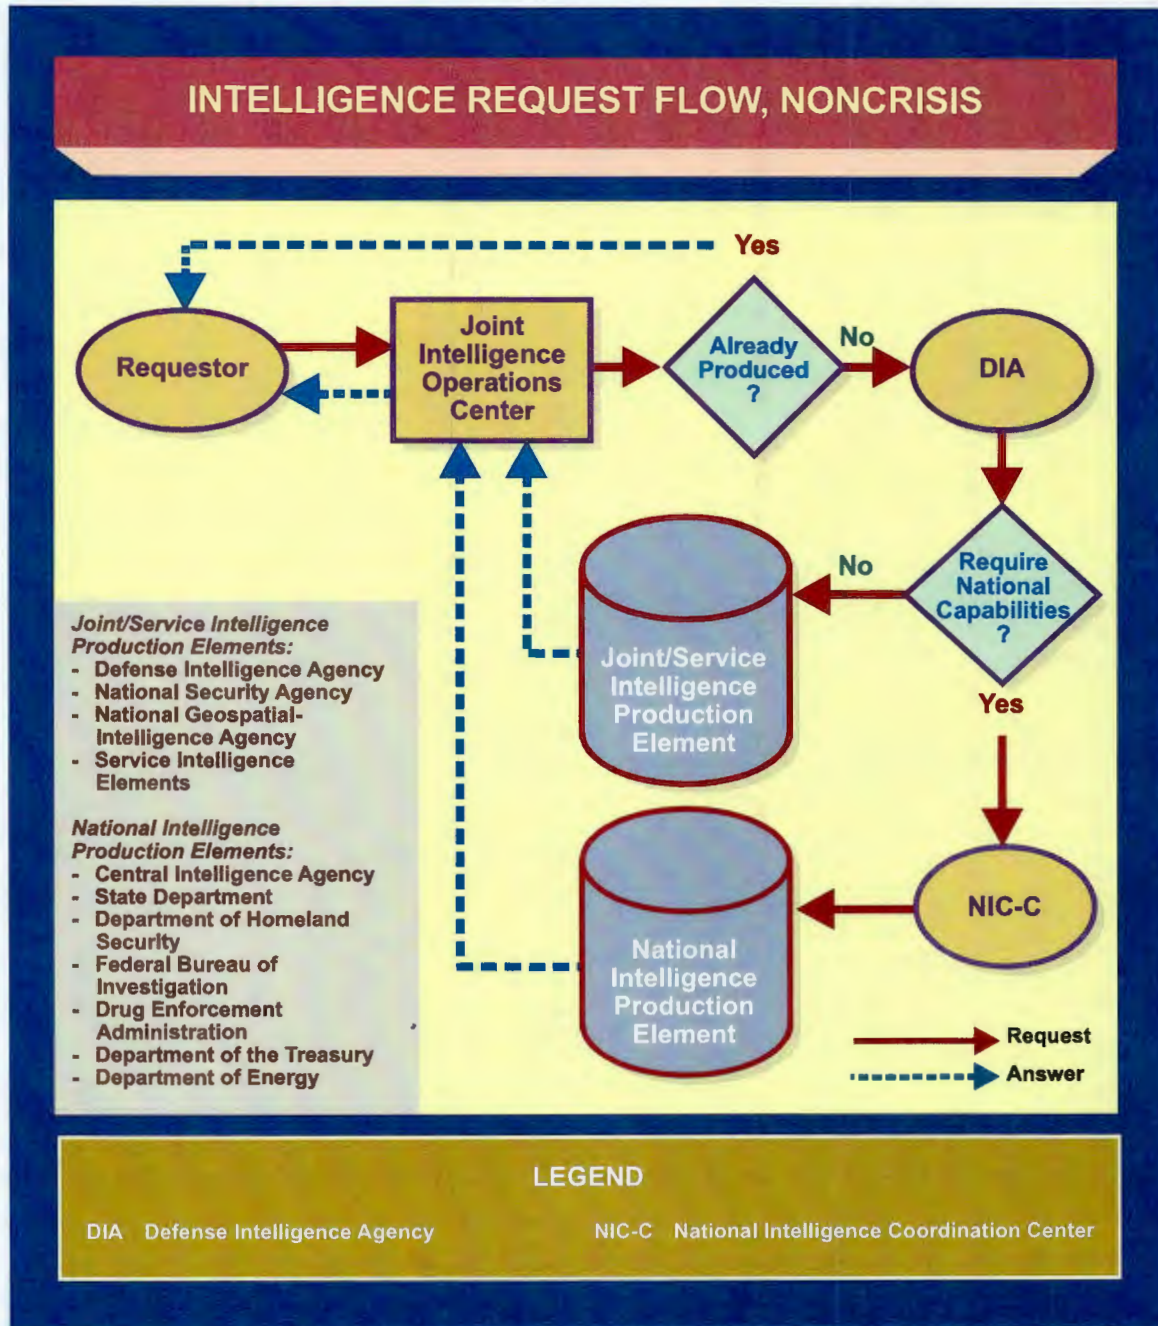 INTELLIGENCE REQUEST FLOW, NONCRISIS
Yes
Requestor
Joint
Intelligence
Operations
Center
Already
Produced
?
No
DIA
Require
National
Capabilities
?
No
Yes
Joint/Service
Intelligence
Production
Element
NIC-C
National
Intelligence
Production
Element
Joint/Service Intelligence
Production Elements:
- Defense Intelligence Agency
- National Security Agency
- National Geospatial-
Intelligence Agency
- Service Intelligence
Elements
National Intelligence
Production Elements:
- Central Intelligence Agency
- State Department
- Department of Homeland
Security
- Federal Bureau of
Investigation
- Drug Enforcement
Administration
- Department of the Treasury
- Department of Energy
Request
Answer
LEGEND
DIA Defense Intelligence Agency
NIC-C National Intelligence Coordination Center